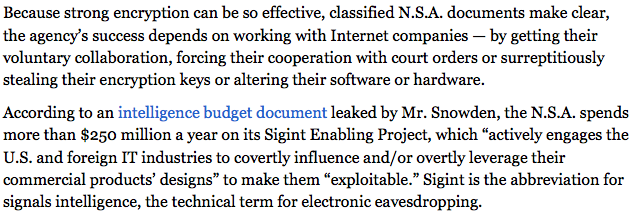 Because strong encryption can be so effective, classified N.S.A. documents make clear,
the agency’s success depends on working with Internet companies — by getting their
voluntary collaboration, forcing their cooperation with court orders or surreptitiously
stealing their encryption keys or altering their software or hardware.
According to an intelligence budget document leaked by Mr. Snowden, the N.S.A. spends
more than $250 million a year on its Sigint Enabling Project, which “actively engages the
U.S. and foreign IT industries to covertly influence and/or overtly leverage their
commercial products’ designs” to make them “exploitable.” Sigint is the abbreviation for
signals intelligence, the technical term for electronic eavesdropping.